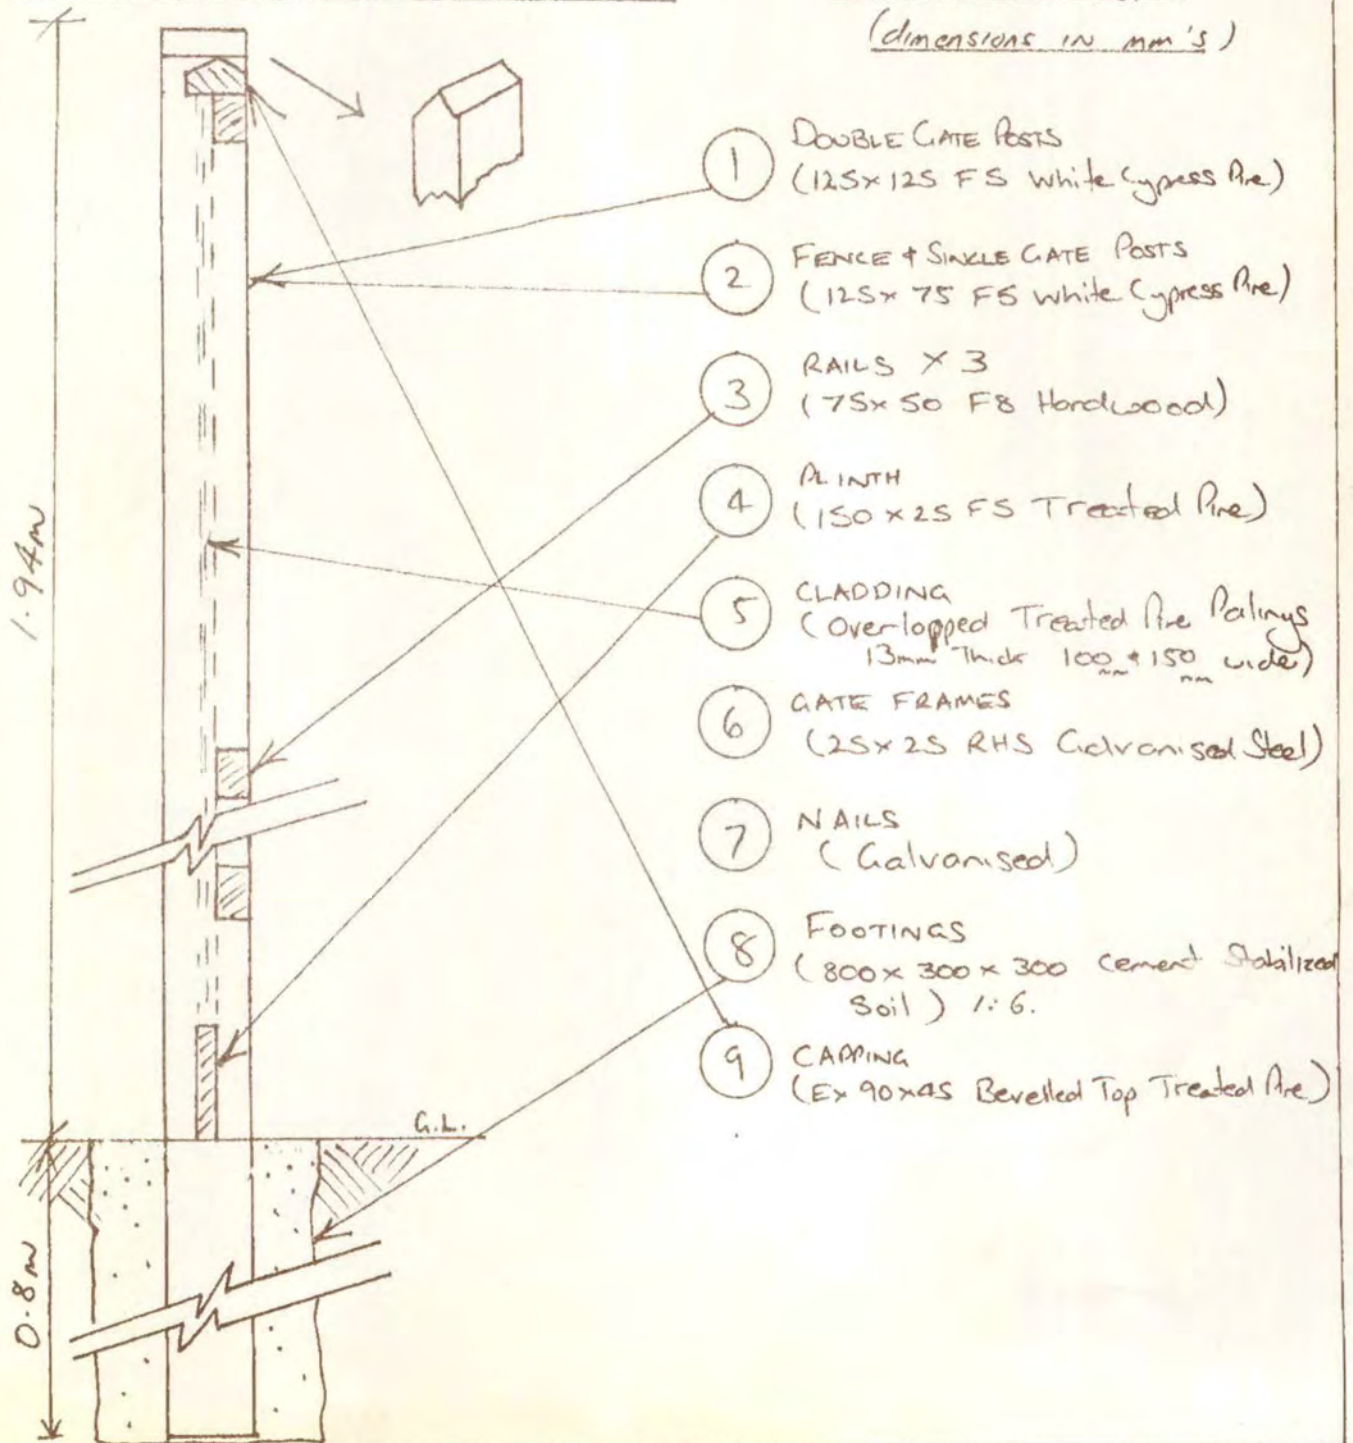 (dimensions IN mm's)
1 DOUBLE GATE POSTS
(125x125 F5 White Cypress Pine)
2 FENCE + SINGLE GATE POSTS
(125x 75 F5 White Cypress Pine)
3 RAILS X 3
(75x50 F8 Hardwood)
4 PLINTH
(150x25 F5 Treated Pine)
5 CLADDING
(Overlapped Treated Pine Palings
13mm Thick 100mm + 150mm wide)
6 GATE FRAMES
(25x25 RHS Galvanised Steel)
7 NAILS
(Galvanised)
8 FOOTINGS
(800x300x300 Cement Stabilized
Soil) 1:6.
9 CAPPING
(Ex 90x45 Bevelled Top Treated Pine)
1.94m
G.L.
0.8m